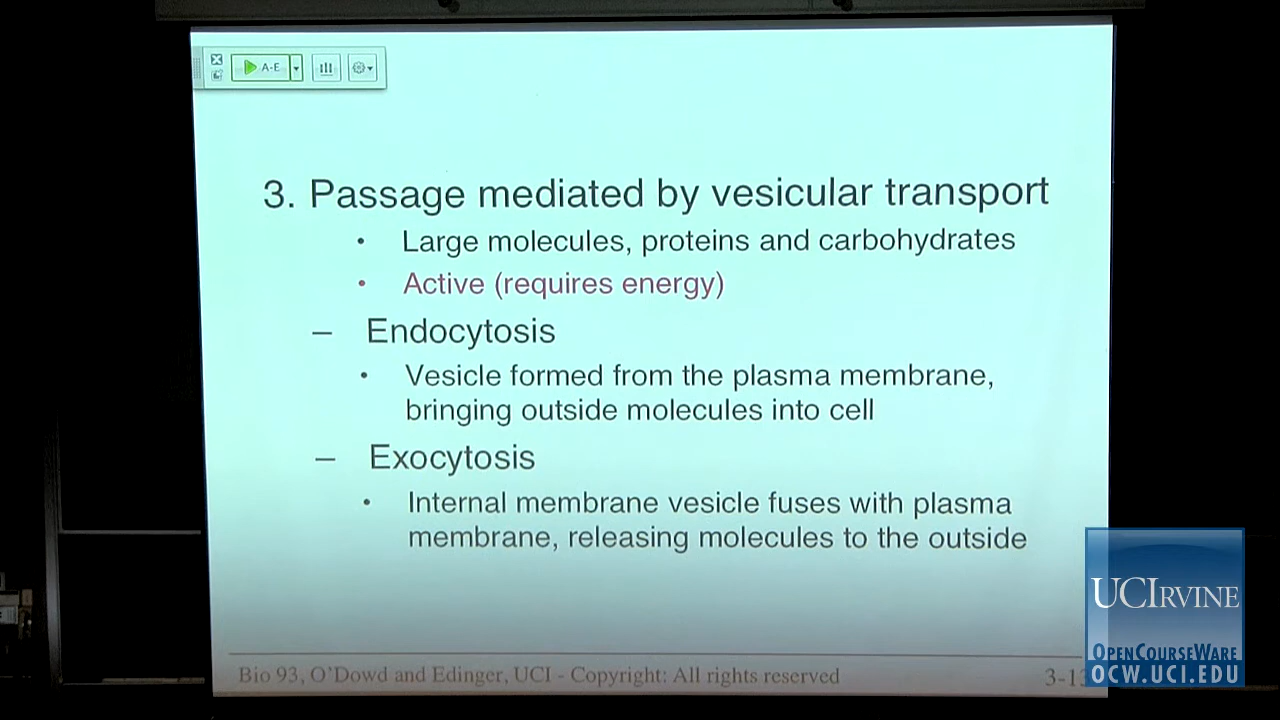 A-E
3. Passage mediated by vesicular transport
• Large molecules, proteins and carbohydrates
• Active (requires energy)
– Endocytosis
• Vesicle formed from the plasma membrane,
bringing outside molecules into cell
– Exocytosis
• Internal membrane vesicle fuses with plasma
membrane, releasing molecules to the outside
Bio 93, O'Dowd and Edinger, UCI - Copyright: All rights reserved
UCIRVINE
OPENCOURSEWARE
OCW.UCI.EDU